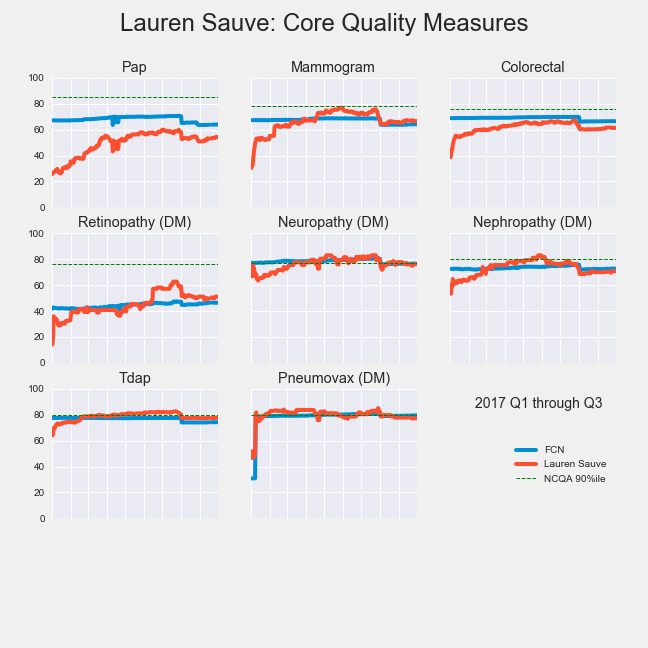 Lauren Sauve: Core Quality Measures
Pap
Mammogram
Colorectal
100
80
60
40
20
0
Retinopathy (DM)
Neuropathy (DM)
Nephropathy (DM)
100
80
60
40
20
0
Tdap
Pneumovax (DM)
100
80
60
40
20
0
2017 Q1 through Q3
FCN
Lauren Sauve
NCQA 90%ile